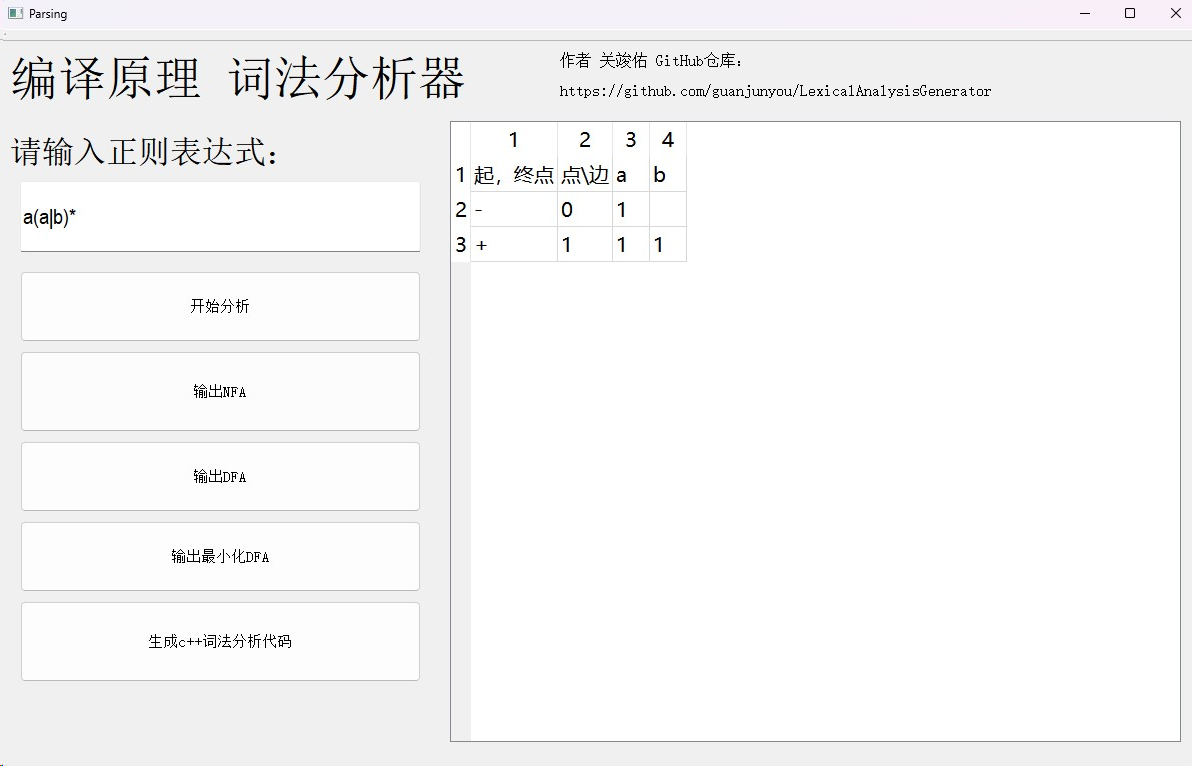 Parsing
编译原理 词法分析器
作者 关竣佑 GitHub仓库：
https://github.com/guanjunyou/LexicalAnalysisGenerator
请输入正则表达式：
a(a|b)*
开始分析
输出NFA
输出DFA
输出最小化DFA
生成c++词法分析代码
1 2 3 4
1 起，终点 点\边 a b
2 - 0 1
3 + 1 1 1